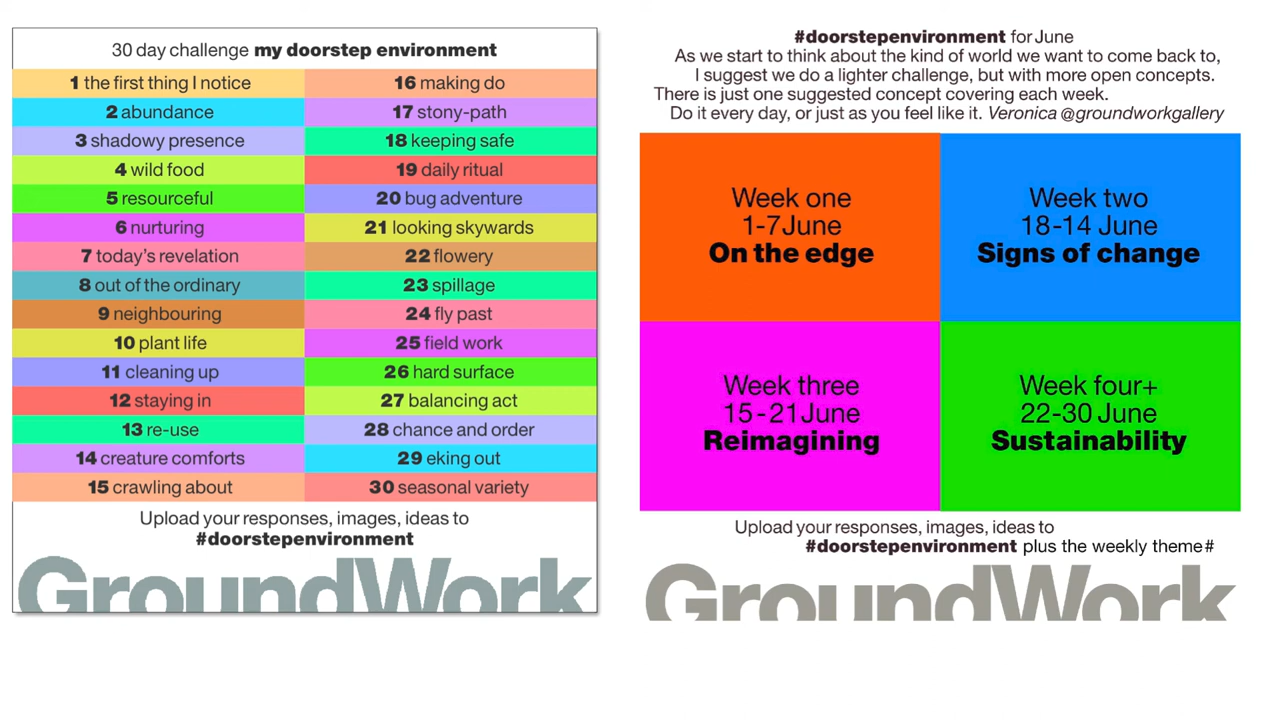 30 day challenge my doorstep environment
1 the first thing I notice
2 abundance
3 shadowy presence
4 wild food
5 resourceful
6 nurturing
7 today's revelation
8 out of the ordinary
9 neighbouring
10 plant life
11 cleaning up
12 staying in
13 re-use
14 creature comforts
15 crawling about
16 making do
17 stony-path
18 keeping safe
19 daily ritual
20 bug adventure
21 looking skywards
22 flowery
23 spillage
24 fly past
25 field work
26 hard surface
27 balancing act
28 chance and order
29 eking out
30 seasonal variety
Upload your responses, images, ideas to
#doorstepenvironment
GroundWork
#doorstepenvironment for June
As we start to think about the kind of world we want to come back to,
I suggest we do a lighter challenge, but with more open concepts.
There is just one suggested concept covering each week.
Do it every day, or just as you feel like it. Veronica @groundworkgallery
Week one
1-7 June
On the edge
Week two
18-14 June
Signs of change
Week three
15-21 June
Reimagining
Week four+
22-30 June
Sustainability
Upload your responses, images, ideas to
#doorstepenvironment plus the weekly theme#
GroundWork